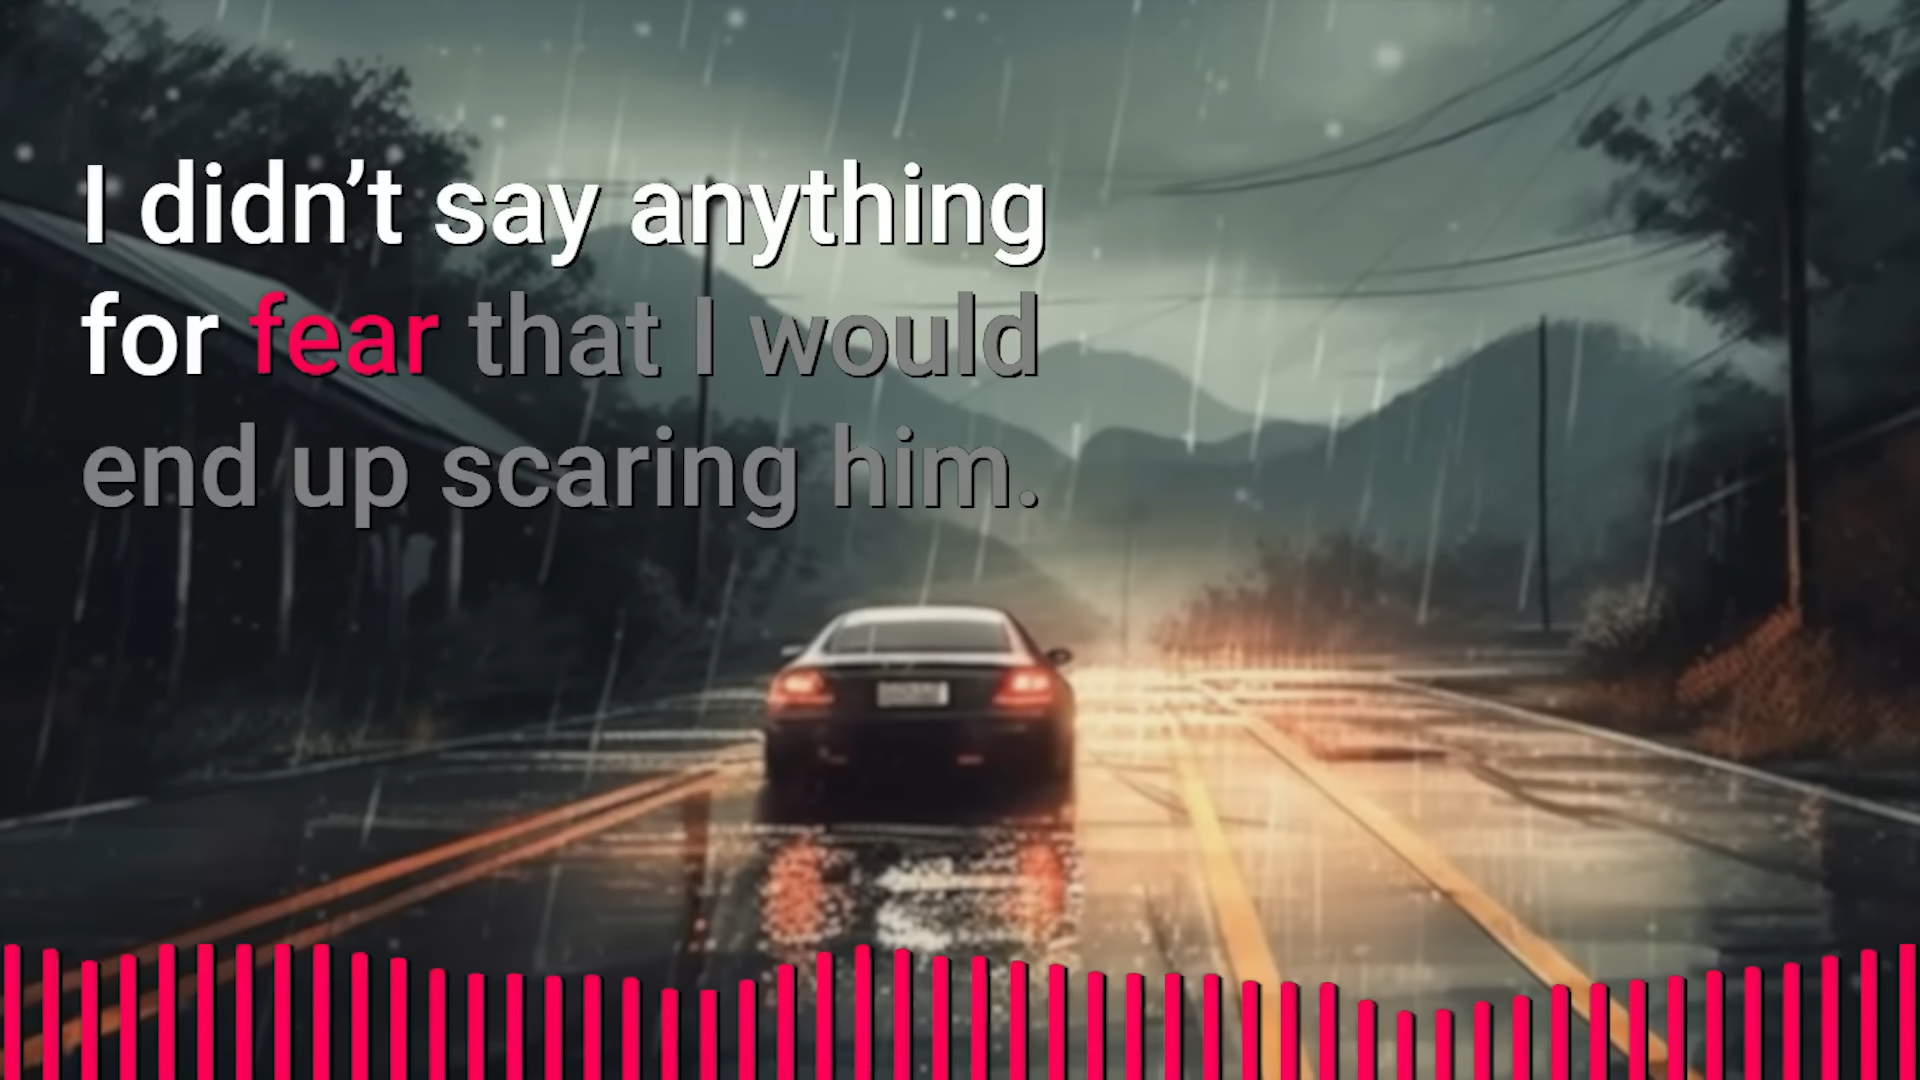 I didn’t say anything
for fear that I would
end up scaring him.